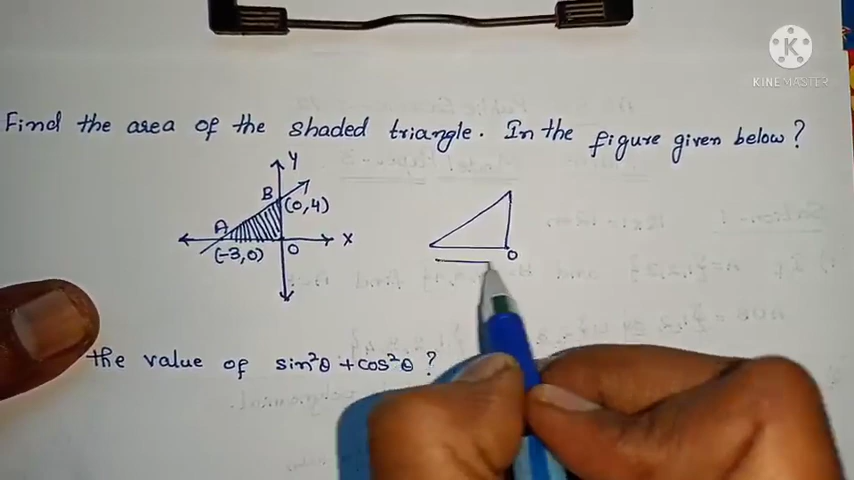 K
KINEMASTER
Find the area of the shaded triangle. In the figure given below?
Y
B
(0,4)
A
X
(-3,0)
O
O
the value of sin²θ + cos²θ ?